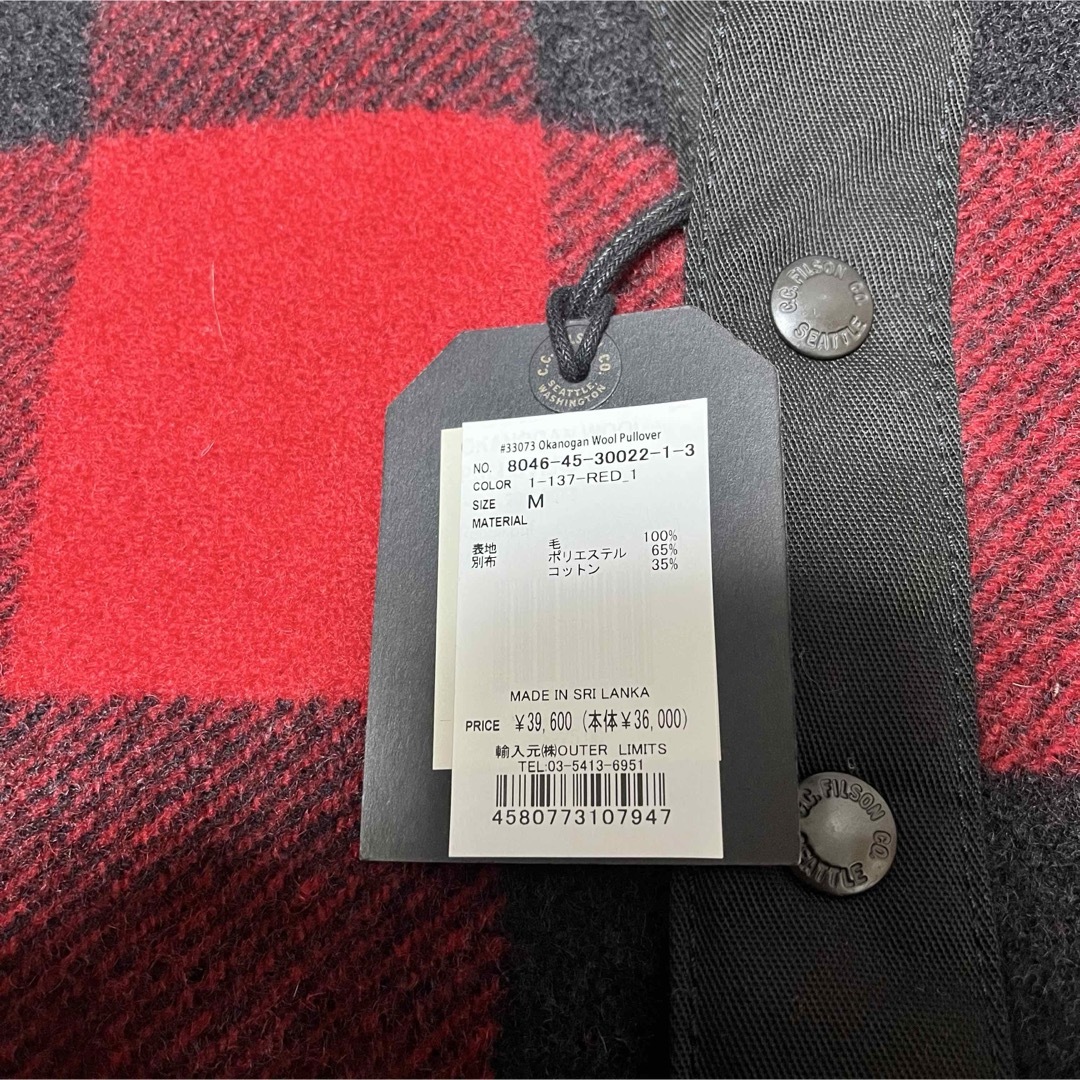 C.C. FILSON CO.
SEATTLE
C.C. CO.
SEATTLE
WASHINGTON
#33073 Okanogan Wool Pullover
NO. 8046-45-30022-1-3
COLOR 1-137-RED_1
SIZE M
MATERIAL
表地 毛 100%
別布 ポリエステル 65%
コットン 35%
MADE IN SRI LANKA
PRICE ¥39,600 (本体¥36,000)
輸入元㈱OUTER LIMITS
TEL:03-5413-6951
4580773107947
C.C. FILSON CO.
SEATTLE